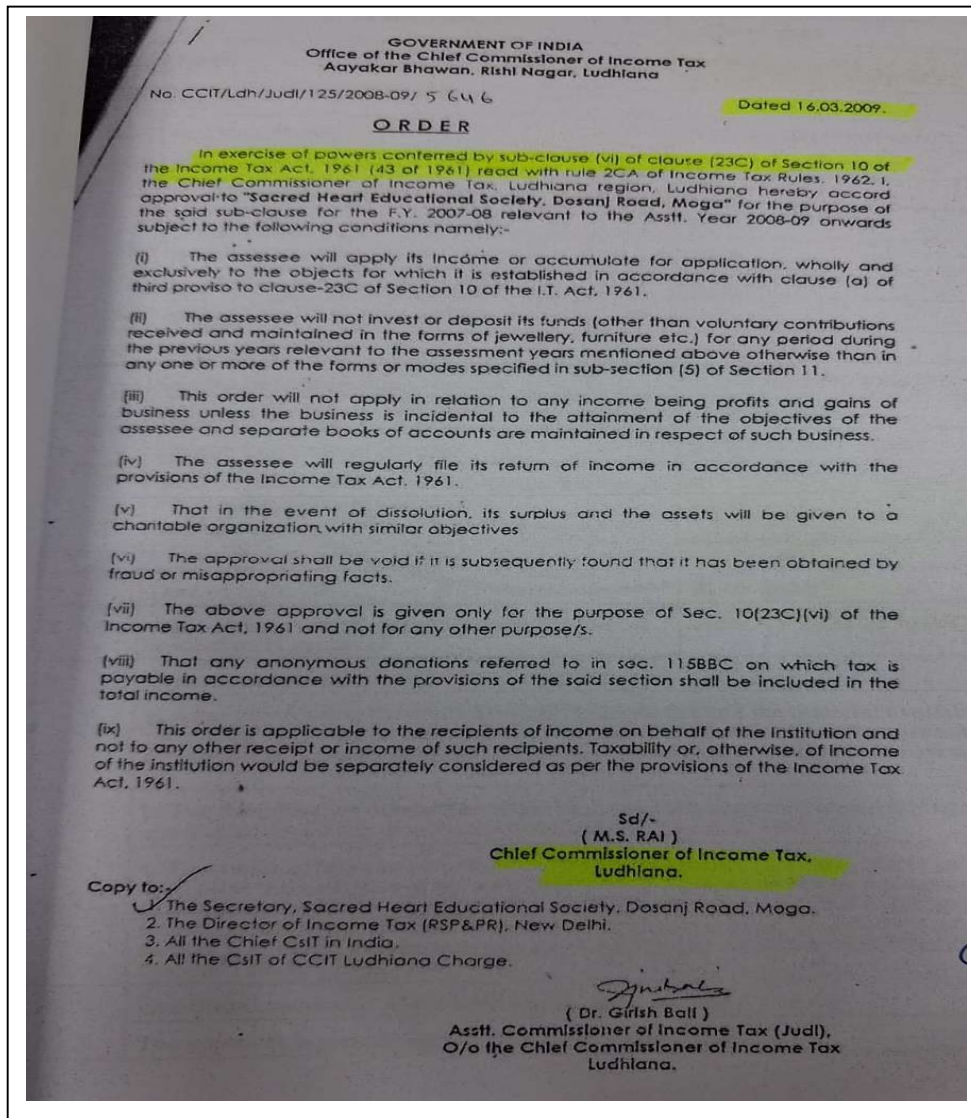 GOVERNMENT OF INDIA
Office of the Chief Commissioner of Income Tax
Aayakar Bhawan, Rishi Nagar, Ludhiana
No. CCIT/Ldh/Judl/125/2008-09/ 5646
Dated 16.03.2009.
ORDER
In exercise of powers conferred by sub-clause (vi) of clause (23C) of Section 10 of
the Income Tax Act, 1961 (43 of 1961) read with rule 2CA of Income Tax Rules, 1962, I,
the Chief Commissioner of Income Tax, Ludhiana region, Ludhiana hereby accord
approval to "Sacred Heart Educational Society, Dosanj Road, Moga" for the purpose of
the said sub-clause for the F.Y. 2007-08 relevant to the Asstt. Year 2008-09 onwards
subject to the following conditions namely:-
(i) The assessee will apply its income or accumulate for application, wholly and
exclusively to the objects for which it is established in accordance with clause (a) of
third proviso to clause-23C of Section 10 of the I.T. Act, 1961.
(ii) The assessee will not invest or deposit its funds (other than voluntary contributions
received and maintained in the forms of jewellery, furniture etc.) for any period during
the previous years relevant to the assessment years mentioned above otherwise than in
any one or more of the forms or modes specified in sub-section (5) of Section 11.
(iii) This order will not apply in relation to any income being profits and gains of
business unless the business is incidental to the attainment of the objectives of the
assessee and separate books of accounts are maintained in respect of such business.
(iv) The assessee will regularly file its return of income in accordance with the
provisions of the Income Tax Act, 1961.
(v) That in the event of dissolution, its surplus and the assets will be given to a
charitable organization with similar objectives
(vi) The approval shall be void if it is subsequently found that it has been obtained by
fraud or misappropriating facts.
(vii) The above approval is given only for the purpose of Sec. 10(23C)(vi) of the
Income Tax Act, 1961 and not for any other purpose/s.
(viii) That any anonymous donations referred to in sec. 115BBC on which tax is
payable in accordance with the provisions of the said section shall be included in the
total income.
(ix) This order is applicable to the recipients of income on behalf of the Institution and
not to any other receipt or income of such recipients. Taxability or, otherwise, of income
of the institution would be separately considered as per the provisions of the Income Tax
Act, 1961.
Sd/-
( M.S. RAI )
Chief Commissioner of Income Tax,
Ludhiana.
Copy to:-
1. The Secretary, Sacred Heart Educational Society, Dosanj Road, Moga.
2. The Director of Income Tax (RSP&PR), New Delhi.
3. All the Chief CsIT in India.
4. All the CsIT of CCIT Ludhiana Charge.
( Dr. Girish Bali )
Asstt. Commissioner of Income Tax (Judl),
O/o the Chief Commissioner of Income Tax
Ludhiana.